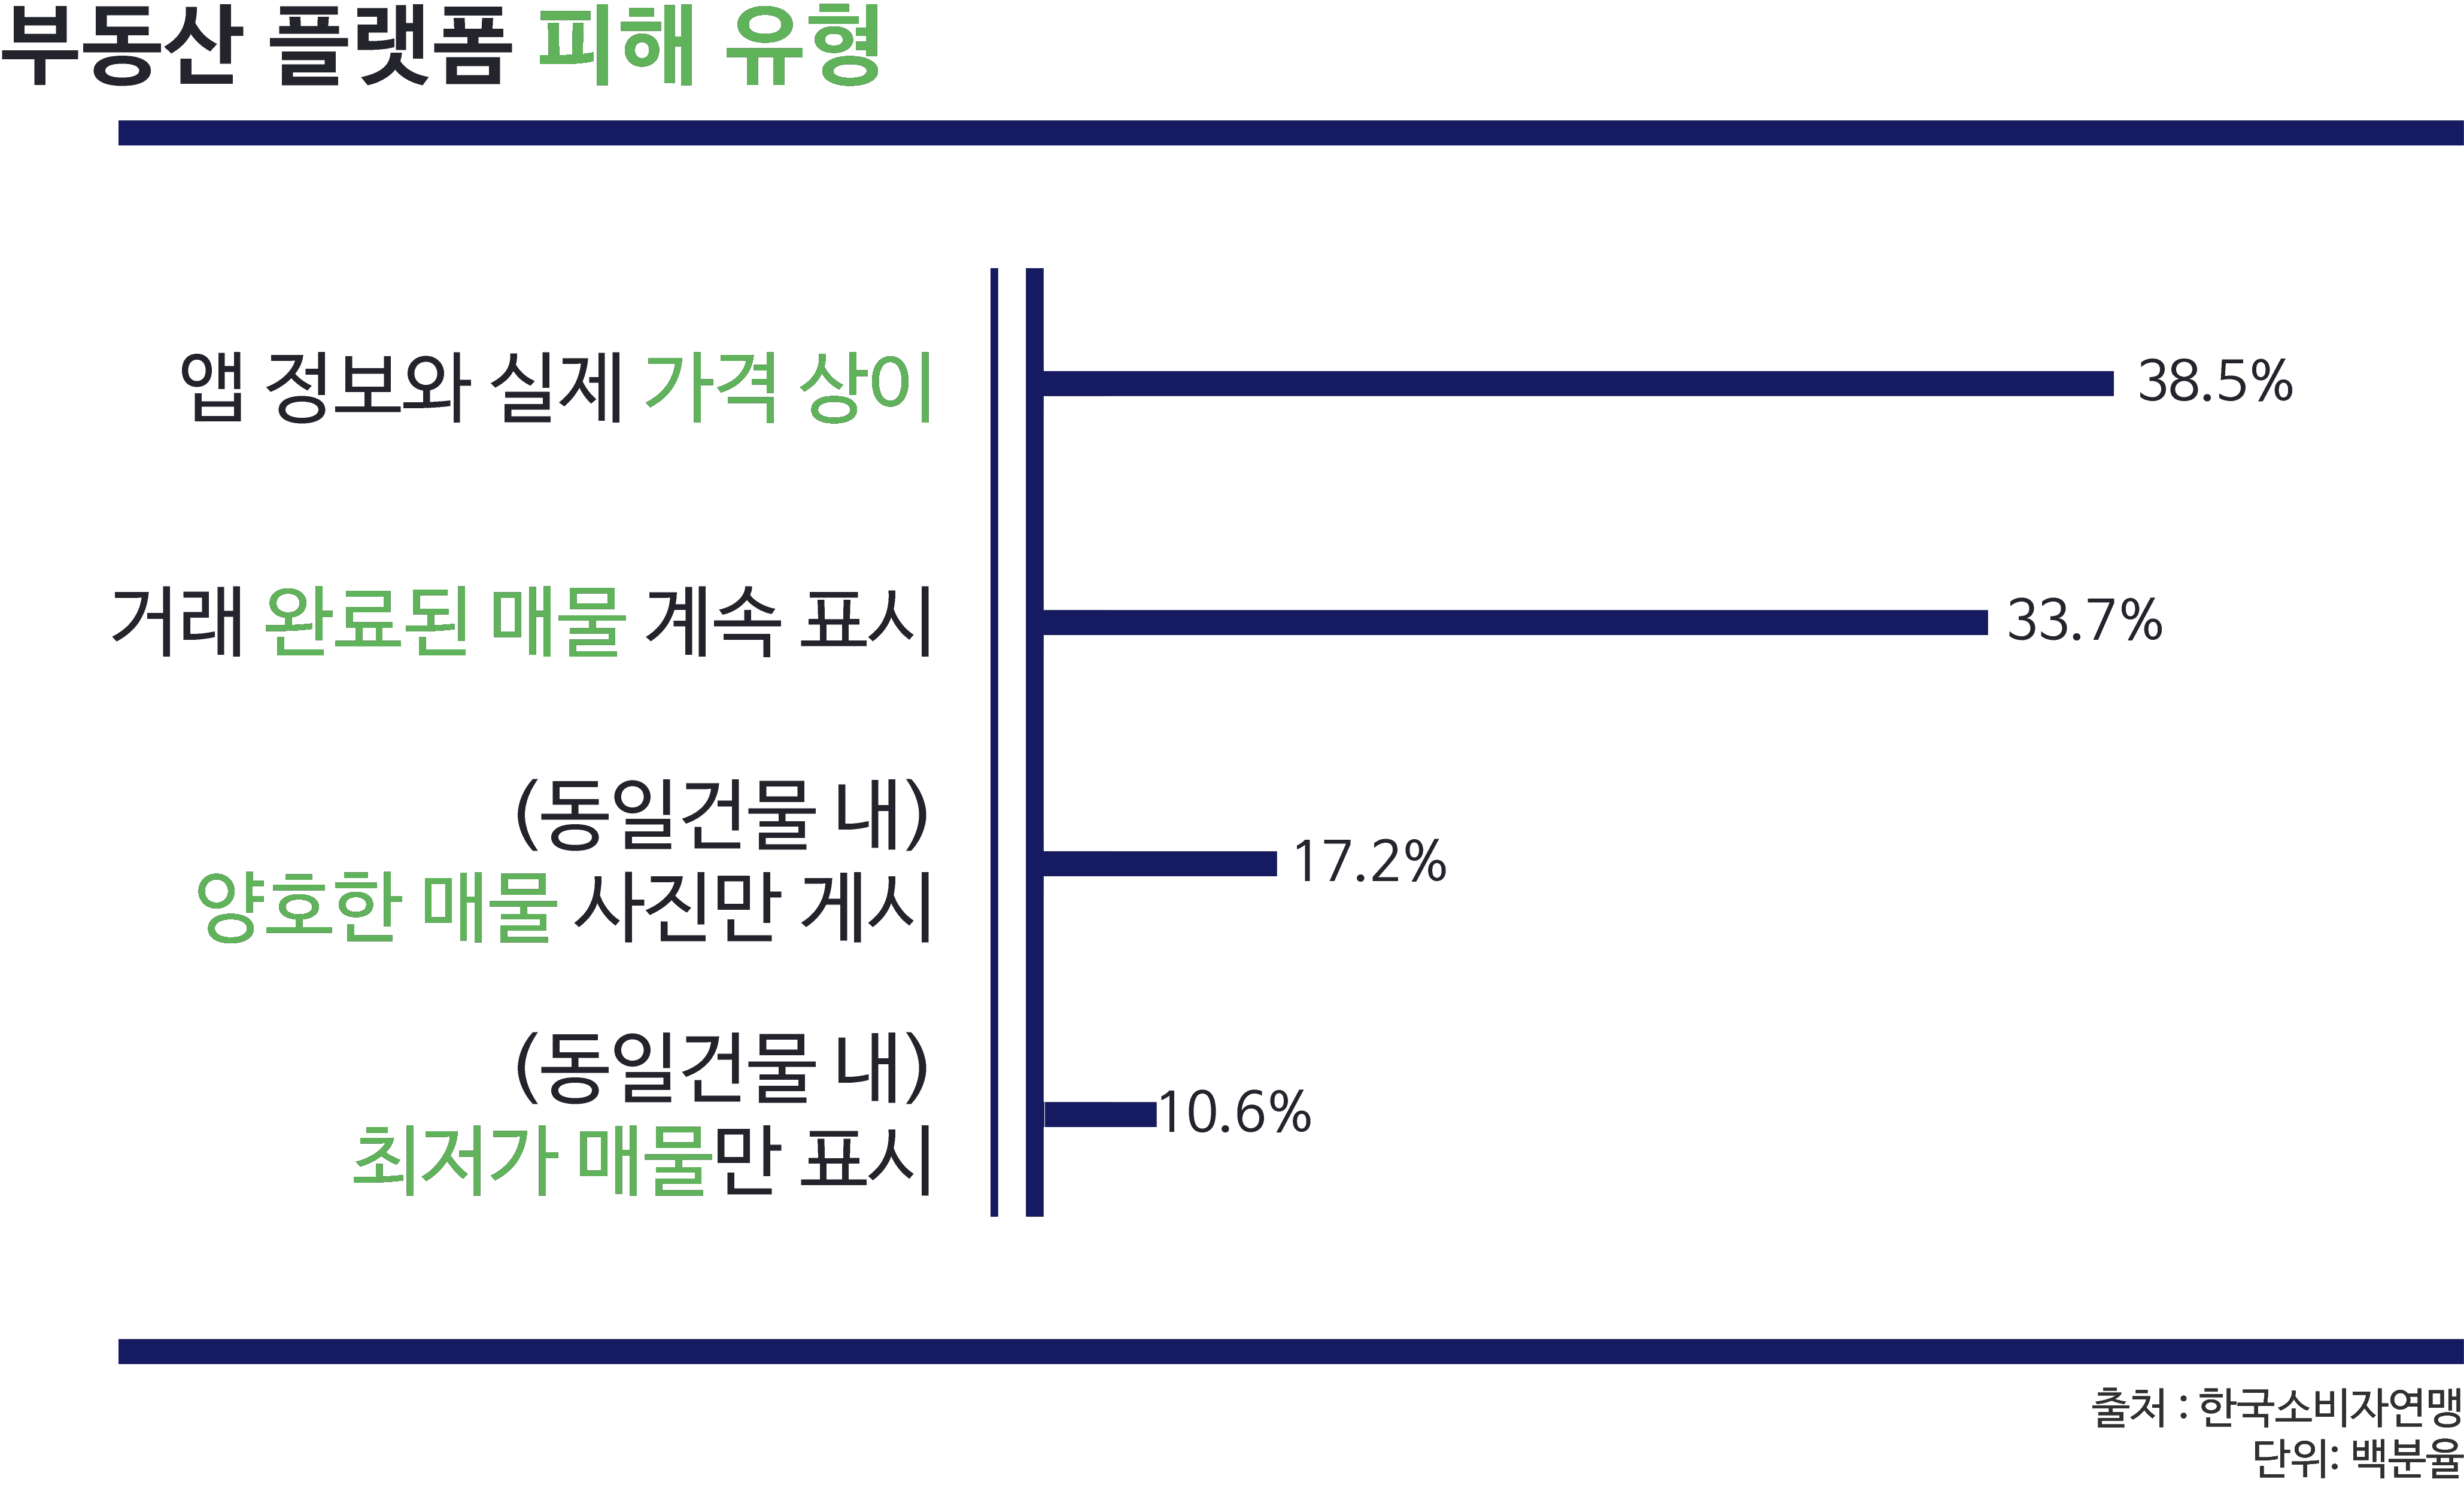 부동산 플랫폼 피해 유형
앱 정보와 실제 가격 상이
38.5%
거래 완료된 매물 계속 표시
33.7%
(동일건물 내)
양호한 매물 사진만 게시
17.2%
(동일건물 내)
최저가 매물만 표시
10.6%
출처 : 한국소비자연맹
단위: 백분율